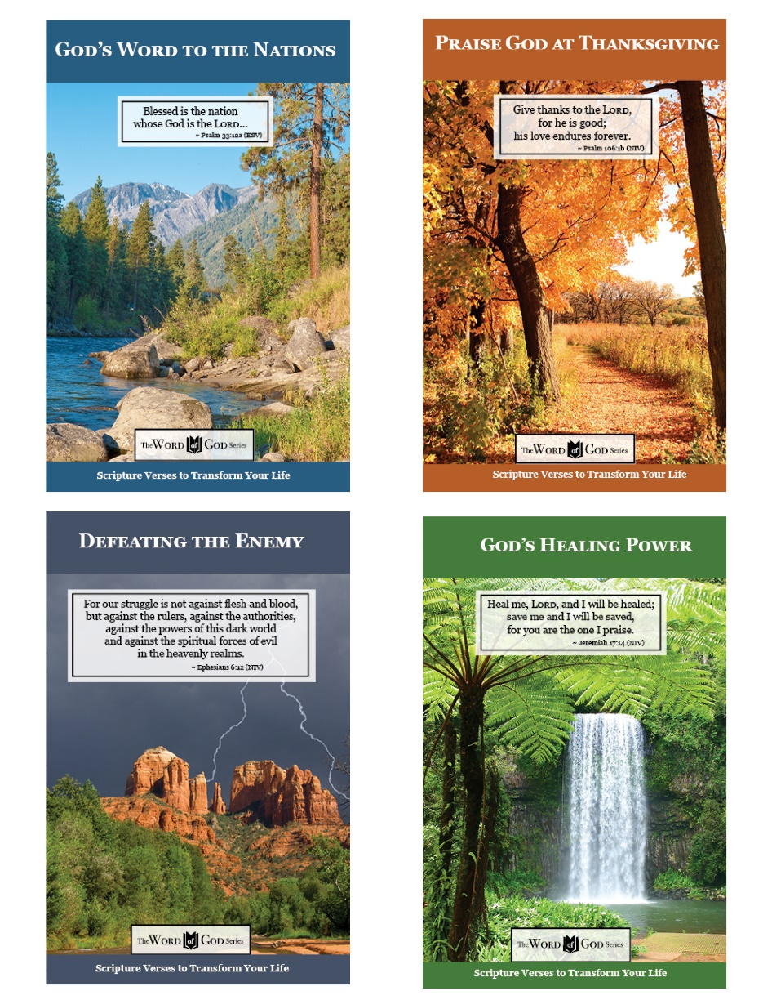 God's Word to the Nations
Blessed is the nation
whose God is the Lord...
~ Psalm 33:12a (ESV)
The Word of God Series
Scripture Verses to Transform Your Life
Praise God at Thanksgiving
Give thanks to the Lord,
for he is good;
his love endures forever.
~ Psalm 106:1b (NIV)
The Word of God Series
Scripture Verses to Transform Your Life
Defeating the Enemy
For our struggle is not against flesh and blood,
but against the rulers, against the authorities,
against the powers of this dark world
and against the spiritual forces of evil
in the heavenly realms.
~ Ephesians 6:12 (NIV)
The Word of God Series
Scripture Verses to Transform Your Life
God's Healing Power
Heal me, Lord, and I will be healed;
save me and I will be saved,
for you are the one I praise.
~ Jeremiah 17:14 (NIV)
The Word of God Series
Scripture Verses to Transform Your Life